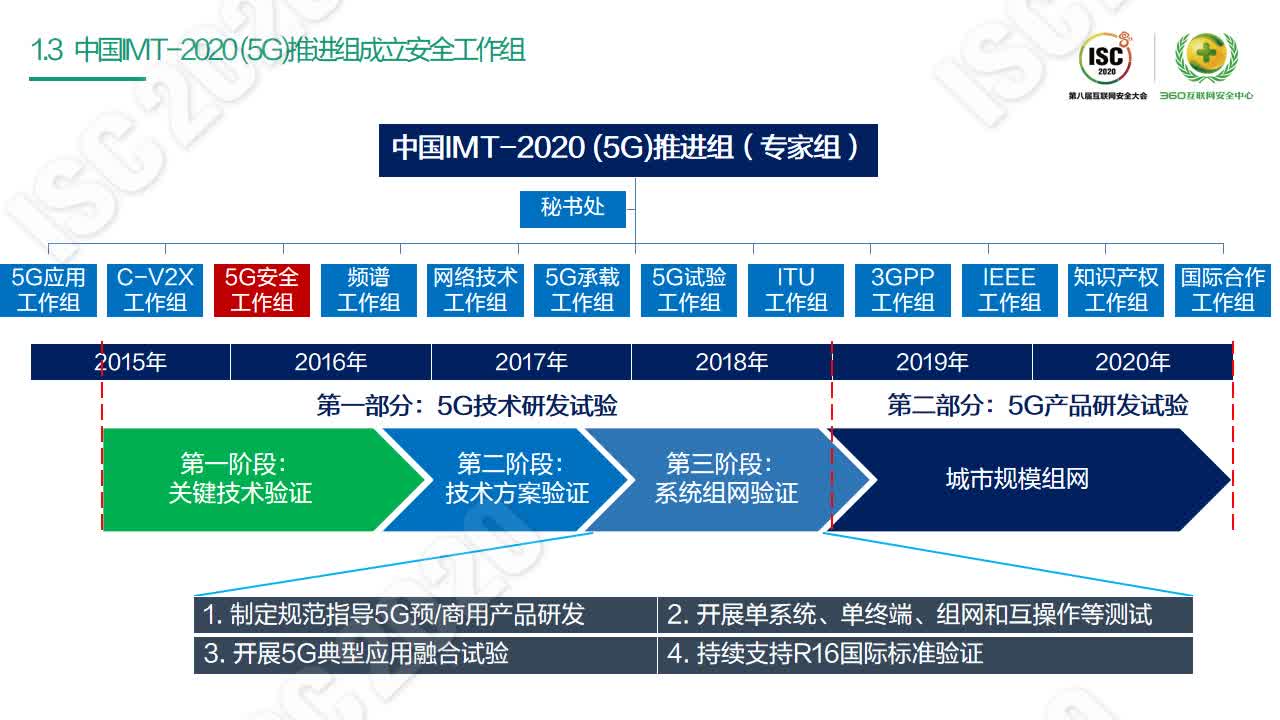 1.3 中国IMT-2020 (5G)推进组成立安全工作组
ISC
2020
第八届互联网安全大会
360互联网安全中心
中国IMT-2020 (5G)推进组（专家组）
秘书处
5G应用
工作组
C-V2X
工作组
5G安全
工作组
频谱
工作组
网络技术
工作组
5G承载
工作组
5G试验
工作组
ITU
工作组
3GPP
工作组
IEEE
工作组
知识产权
工作组
国际合作
工作组
2015年
2016年
2017年
2018年
2019年
2020年
第一部分：5G技术研发试验
第二部分：5G产品研发试验
第一阶段：
关键技术验证
第二阶段：
技术方案验证
第三阶段：
系统组网验证
城市规模组网
1. 制定规范指导5G预/商用产品研发
2. 开展单系统、单终端、组网和互操作等测试
3. 开展5G典型应用融合试验
4. 持续支持R16国际标准验证
ISC 2020
ISC 2020
ISC